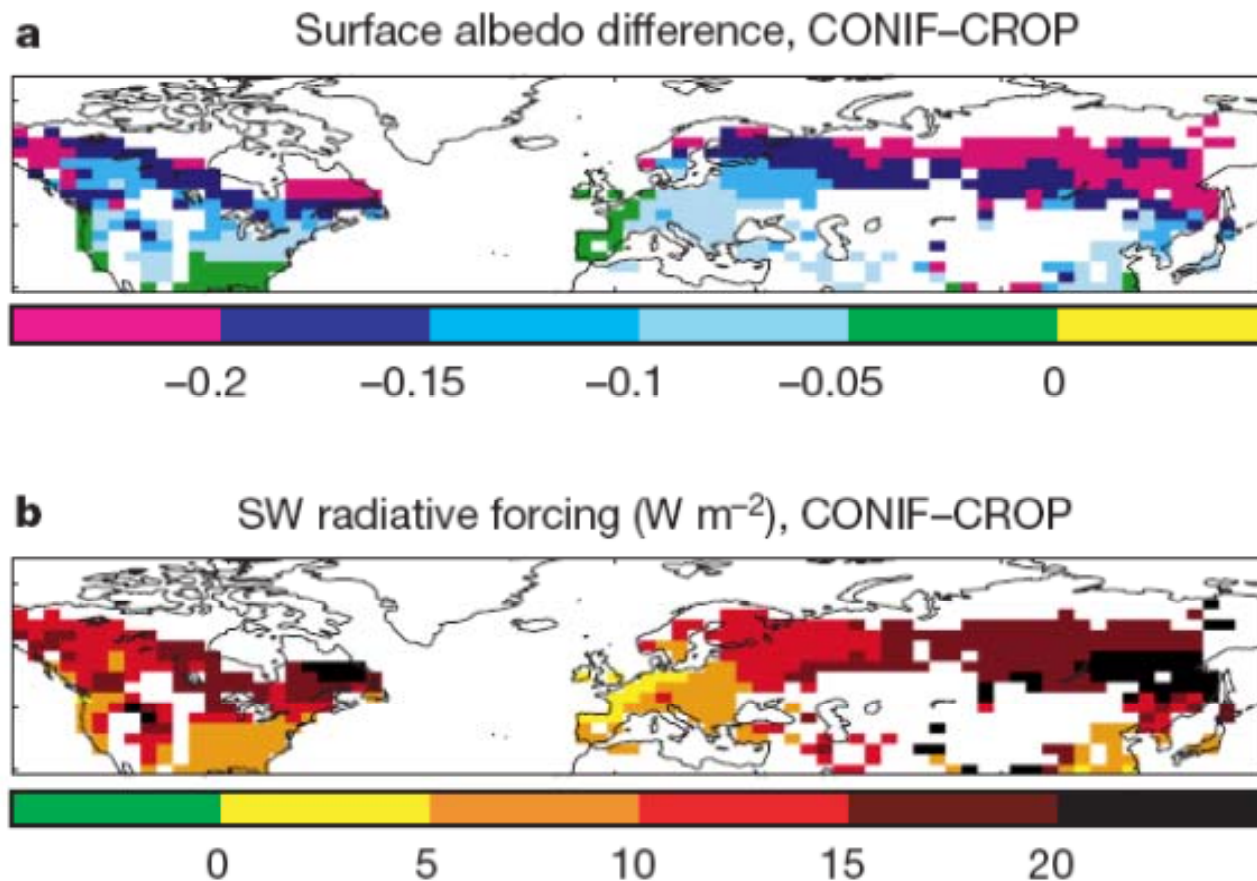 a Surface albedo difference, CONIF–CROP
–0.2 –0.15 –0.1 –0.05 0
b SW radiative forcing (W m⁻²), CONIF–CROP
0 5 10 15 20